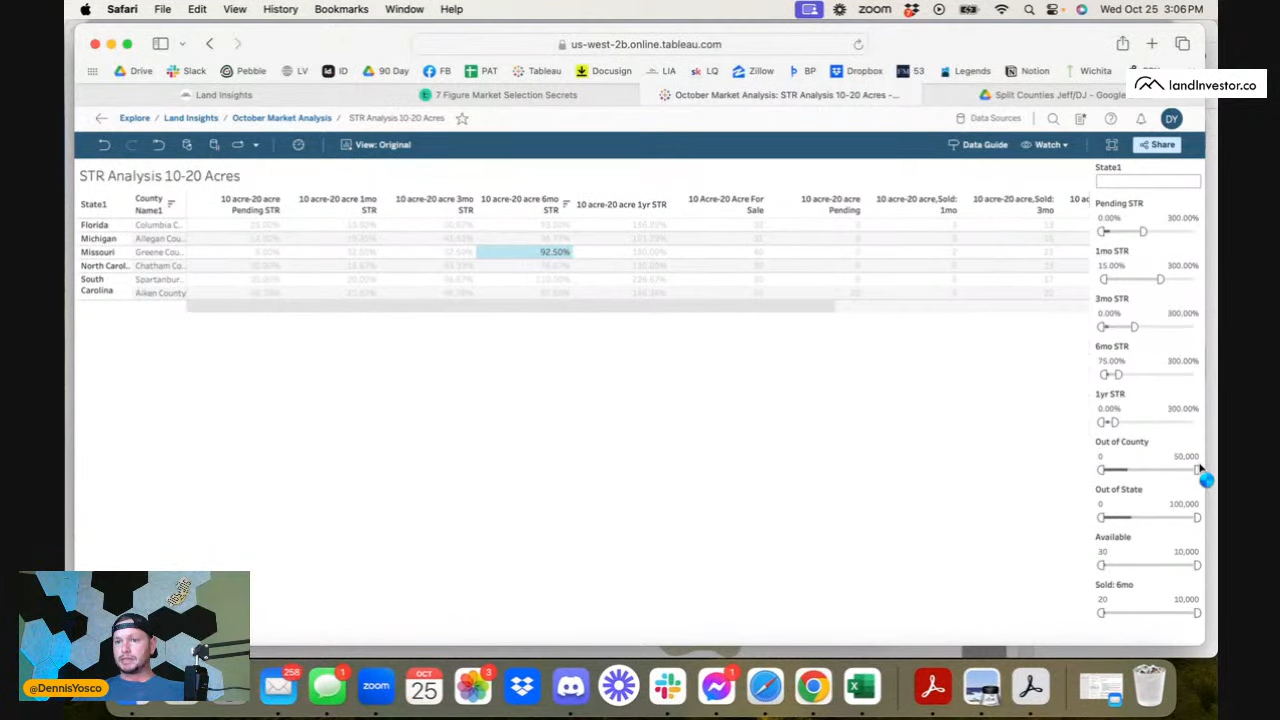 Safari File Edit View History Bookmarks Window Help zoom Wed Oct 25 3:06 PM
us-west-2b.online.tableau.com
Drive Slack Pebble LV ID 90 Day FB PAT Tableau Docusign LIA LQ Zillow BP Dropbox 53 Legends Notion Wichita
landInvestor.co
Land Insights 7 Figure Market Selection Secrets October Market Analysis: STR Analysis 10-20 Acres -... Split Counties Jeff/DJ - Google
Explore Land Insights October Market Analysis STR Analysis 10-20 Acres Data Sources DY
View: Original Data Guide Watch Share
STR Analysis 10-20 Acres
State1 County Name1 10 acre-20 acre Pending STR 10 acre-20 acre 1mo STR 10 acre-20 acre 3mo STR 10 acre-20 acre 6mo STR 10 acre-20 acre 1yr STR 10 Acre-20 Acre For Sale 10 acre-20 acre Pending 10 acre-20 acre,Sold: 1mo 10 acre-20 acre,Sold: 3mo 10 ac
Florida Columbia C..
Michigan Allegan Cou..
Missouri Greene Cou.. 92.50%
North Carol.. Chatham Co..
South Carolina Spartanbur..
Aiken County
State1
Pending STR
0.00% 300.00%
1mo STR
15.00% 300.00%
3mo STR
0.00% 300.00%
6mo STR
75.00% 300.00%
1yr STR
0.00% 300.00%
Out of County
0 50,000
Out of State
0 100,000
Available
30 10,000
Sold: 6mo
20 10,000
@DennisYosco
258 1 zoom OCT 25 3 1